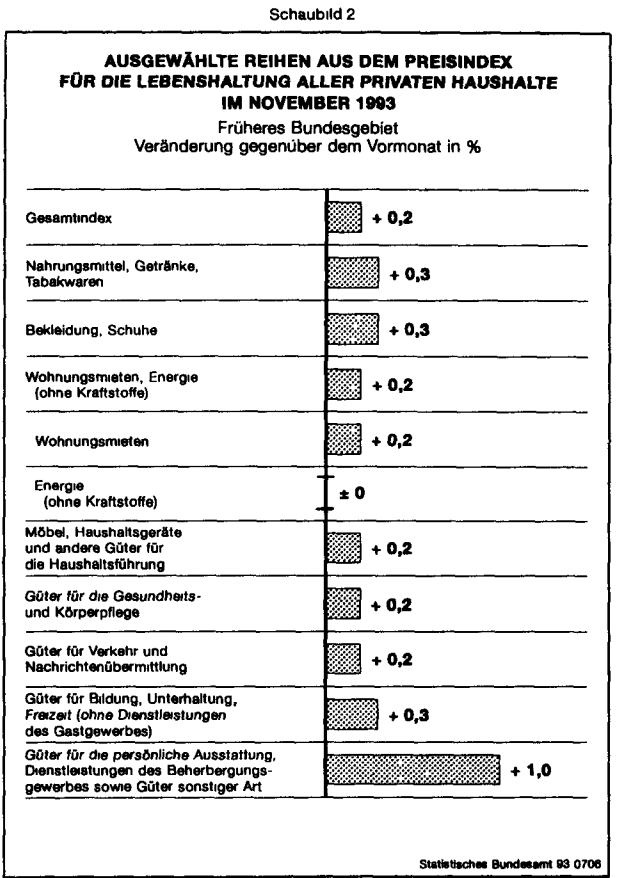 Schaubild 2
AUSGEWÄHLTE REIHEN AUS DEM PREISINDEX
FÜR DIE LEBENSHALTUNG ALLER PRIVATEN HAUSHALTE
IM NOVEMBER 1993
Früheres Bundesgebiet
Veränderung gegenüber dem Vormonat in %
Gesamtindex
+ 0,2
Nahrungsmittel, Getränke,
Tabakwaren
+ 0,3
Bekleidung, Schuhe
+ 0,3
Wohnungsmieten, Energie
(ohne Kraftstoffe)
+ 0,2
Wohnungsmieten
+ 0,2
Energie
(ohne Kraftstoffe)
± 0
Möbel, Haushaltsgeräte
und andere Güter für
die Haushaltsführung
+ 0,2
Güter für die Gesundheits-
und Körperpflege
+ 0,2
Güter für Verkehr und
Nachrichtenübermittlung
+ 0,2
Güter für Bildung, Unterhaltung,
Freizeit (ohne Dienstleistungen
des Gastgewerbes)
+ 0,3
Güter für die persönliche Ausstattung,
Dienstleistungen des Beherbergungs-
gewerbes sowie Güter sonstiger Art
+ 1,0
Statistisches Bundesamt 93 0706